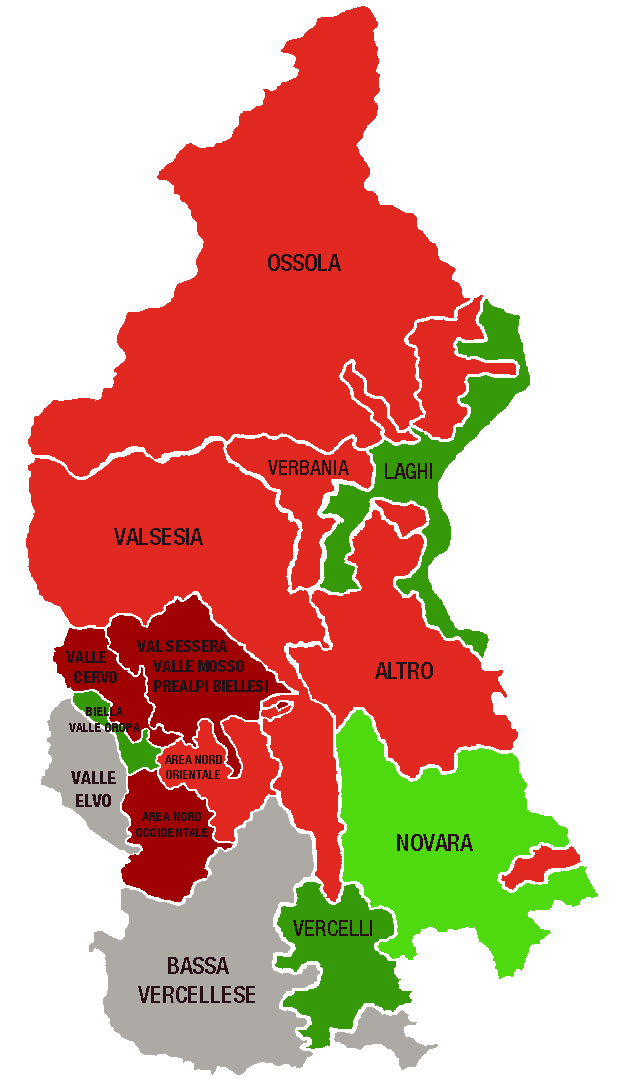 OSSOLA
VERBANIA
LAGHI
VALSESIA
VAL SESSERA
VALLE MOSSO
PREALPI BIELLESI
VALLE
CERVO
ALTRO
BIELLA
VALLE OROPA
AREA NORD
ORIENTALE
VALLE
ELVO
AREA NORD
OCCIDENTALE
NOVARA
VERCELLI
BASSA
VERCELLESE